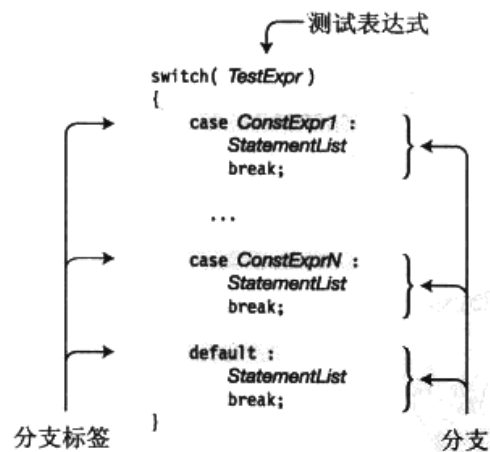 测试表达式
switch( TestExpr )
{
case ConstExpr1 :
StatementList
break;
...
case ConstExprN :
StatementList
break;
default :
StatementList
break;
}
分支标签
分支